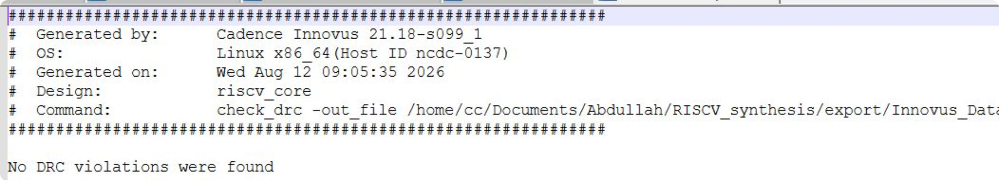 ###############################################################
#  Generated by:      Cadence Innovus 21.18-s099_1
#  OS:                Linux x86_64(Host ID ncdc-0137)
#  Generated on:      Wed Aug 12 09:05:35 2026
#  Design:            riscv_core
#  Command:           check_drc -out_file /home/cc/Documents/Abdullah/RISCV_synthesis/export/Innovus_Data
###############################################################
No DRC violations were found